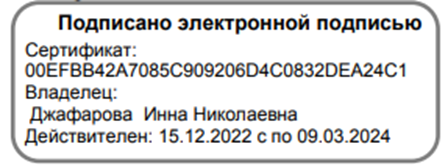 Подписано электронной подписью
Сертификат:
00EFBB42A7085C909206D4C0832DEA24C1
Владелец:
Джафарова Инна Николаевна
Действителен: 15.12.2022 с по 09.03.2024